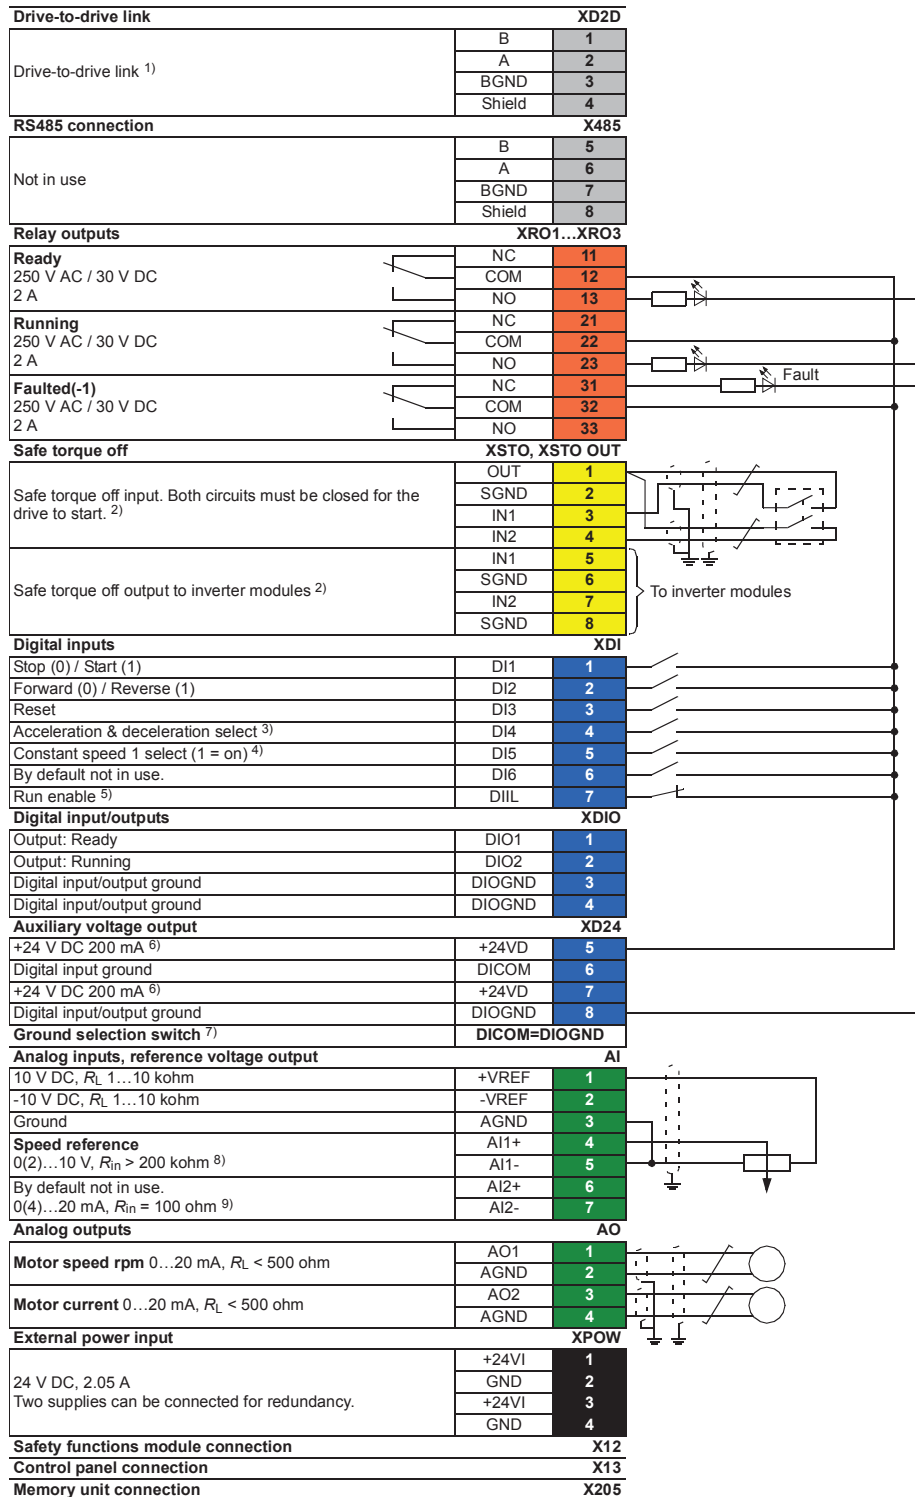 Drive-to-drive link XD2D
Drive-to-drive link 1)
B 1
A 2
BGND 3
Shield 4
RS485 connection X485
Not in use
B 5
A 6
BGND 7
Shield 8
Relay outputs XRO1…XRO3
Ready
250 V AC / 30 V DC
2 A
NC 11
COM 12
NO 13
Running
250 V AC / 30 V DC
2 A
NC 21
COM 22
NO 23
Faulted(-1)
250 V AC / 30 V DC
2 A
NC 31
COM 32
NO 33
Fault
Safe torque off XSTO, XSTO OUT
Safe torque off input. Both circuits must be closed for the
drive to start. 2)
OUT 1
SGND 2
IN1 3
IN2 4
Safe torque off output to inverter modules 2)
IN1 5
SGND 6
IN2 7
SGND 8
To inverter modules
Digital inputs XDI
Stop (0) / Start (1) DI1 1
Forward (0) / Reverse (1) DI2 2
Reset DI3 3
Acceleration & deceleration select 3) DI4 4
Constant speed 1 select (1 = on) 4) DI5 5
By default not in use. DI6 6
Run enable 5) DIIL 7
Digital input/outputs XDIO
Output: Ready DIO1 1
Output: Running DIO2 2
Digital input/output ground DIOGND 3
Digital input/output ground DIOGND 4
Auxiliary voltage output XD24
+24 V DC 200 mA 6) +24VD 5
Digital input ground DICOM 6
+24 V DC 200 mA 6) +24VD 7
Digital input/output ground DIOGND 8
Ground selection switch 7) DICOM=DIOGND
Analog inputs, reference voltage output AI
10 V DC, RL 1…10 kohm +VREF 1
-10 V DC, RL 1…10 kohm -VREF 2
Ground AGND 3
Speed reference
0(2)…10 V, Rin > 200 kohm 8)
AI1+ 4
AI1- 5
By default not in use.
0(4)…20 mA, Rin = 100 ohm 9)
AI2+ 6
AI2- 7
Analog outputs AO
Motor speed rpm 0…20 mA, RL < 500 ohm
AO1 1
AGND 2
Motor current 0…20 mA, RL < 500 ohm
AO2 3
AGND 4
External power input XPOW
24 V DC, 2.05 A
Two supplies can be connected for redundancy.
+24VI 1
GND 2
+24VI 3
GND 4
Safety functions module connection X12
Control panel connection X13
Memory unit connection X205